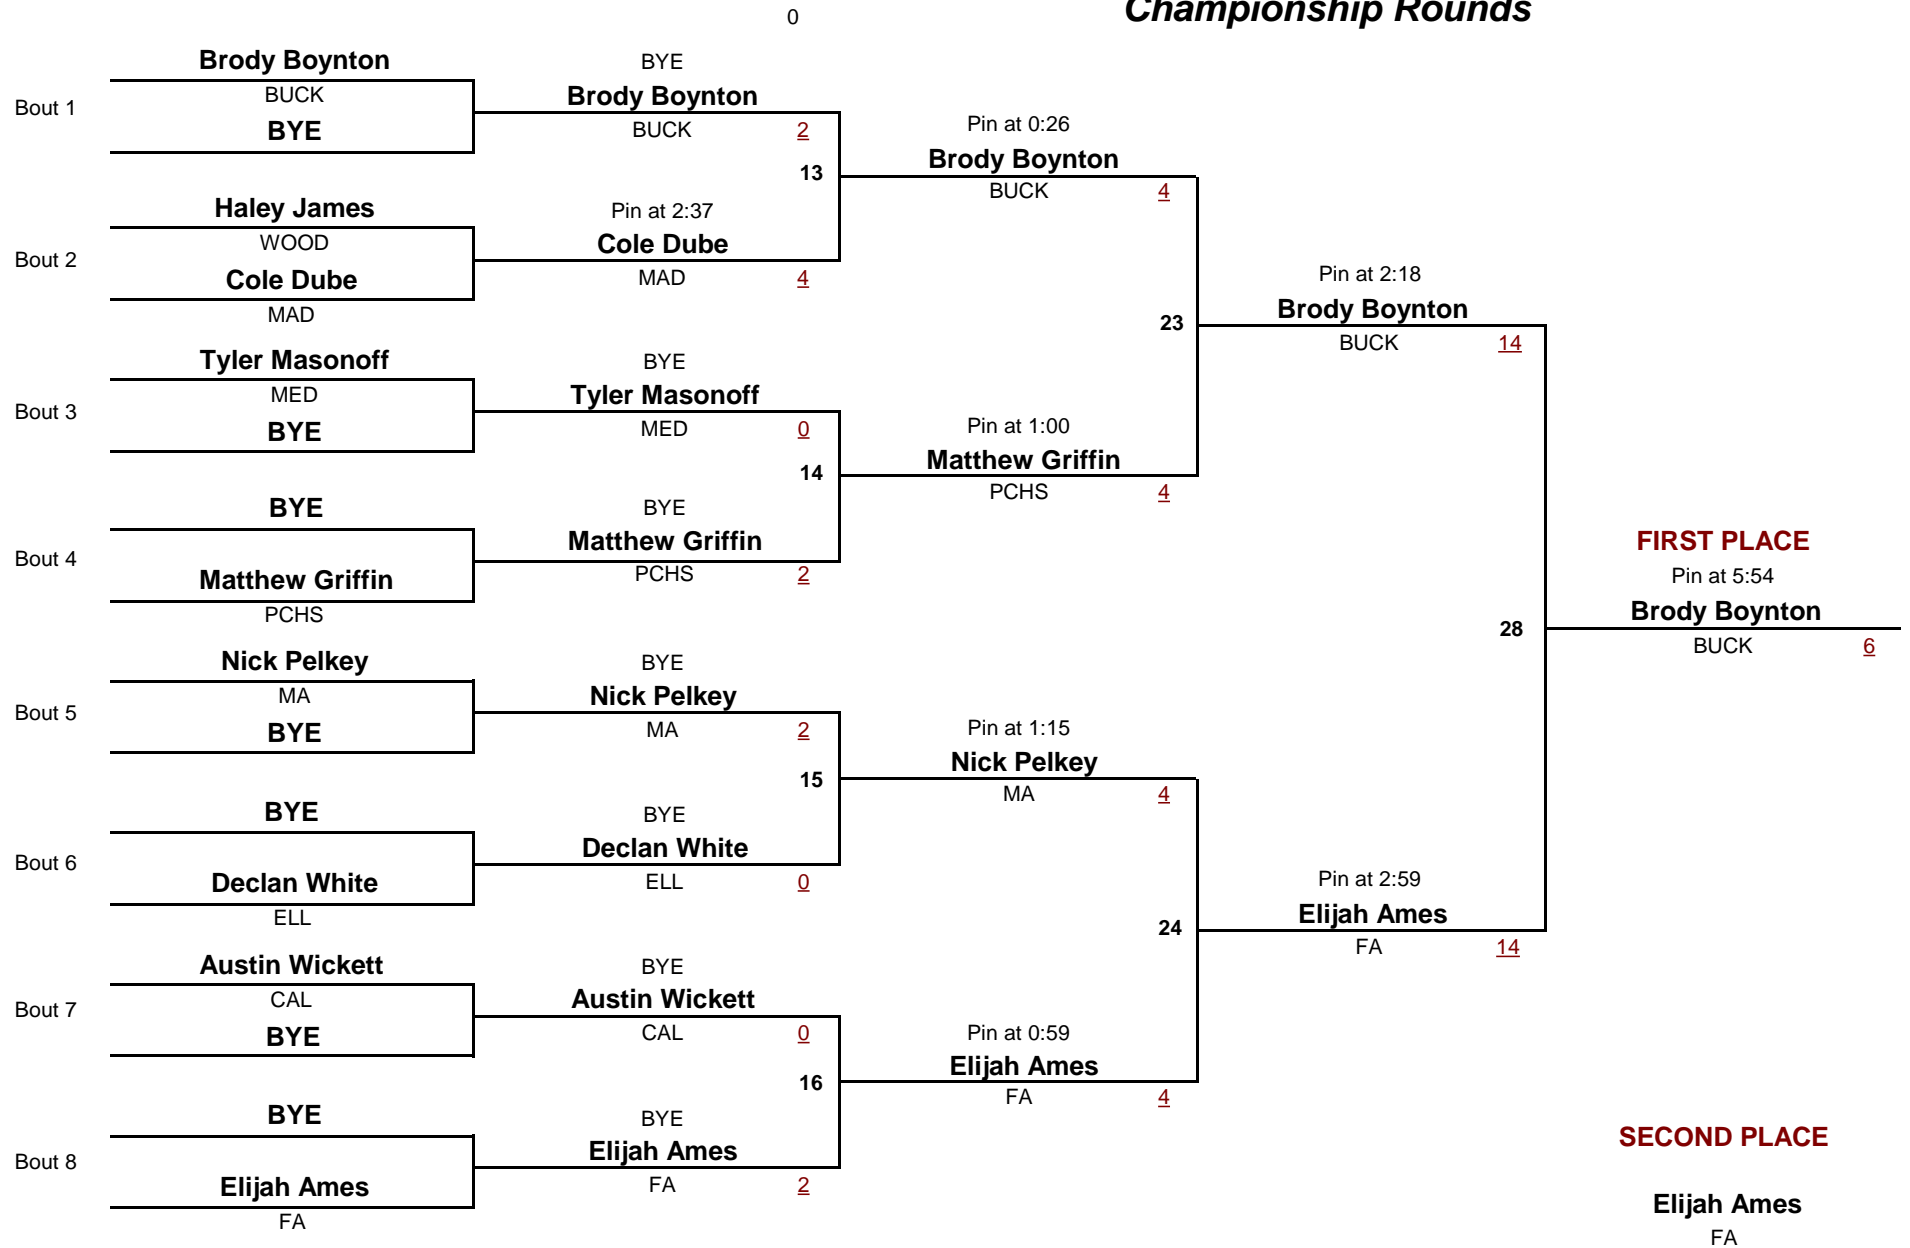 0
Championship Rounds
Bout 1
Brody Boynton
BUCK
BYE
Bout 2
Haley James
WOOD
Cole Dube
MAD
Bout 3
Tyler Masonoff
MED
BYE
Bout 4
BYE
Matthew Griffin
PCHS
Bout 5
Nick Pelkey
MA
BYE
Bout 6
BYE
Declan White
ELL
Bout 7
Austin Wickett
CAL
BYE
Bout 8
BYE
Elijah Ames
FA
BYE
Brody Boynton
BUCK 2
13
Pin at 2:37
Cole Dube
MAD 4
BYE
Tyler Masonoff
MED 0
14
BYE
Matthew Griffin
PCHS 2
BYE
Nick Pelkey
MA 2
15
BYE
Declan White
ELL 0
BYE
Austin Wickett
CAL 0
16
BYE
Elijah Ames
FA 2
Pin at 0:26
Brody Boynton
BUCK 4
23
Pin at 1:00
Matthew Griffin
PCHS 4
Pin at 1:15
Nick Pelkey
MA 4
24
Pin at 0:59
Elijah Ames
FA 4
Pin at 2:18
Brody Boynton
BUCK 14
28
Pin at 2:59
Elijah Ames
FA 14
FIRST PLACE
Pin at 5:54
Brody Boynton
BUCK 6
SECOND PLACE
Elijah Ames
FA